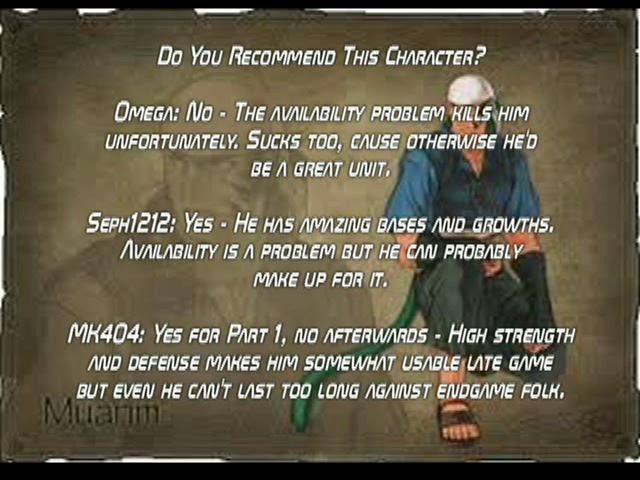 Do You Recommend This Character?
Omega: No - The availability problem kills him
unfortunately. Sucks too, cause otherwise he'd
be a great unit.
Seph1212: Yes - He has amazing bases and growths.
Availability is a problem but he can probably
make up for it.
MK404: Yes for Part 1, no afterwards - High strength
and defense makes him somewhat usable late game
but even he can't last too long against endgame folk.
Muarim